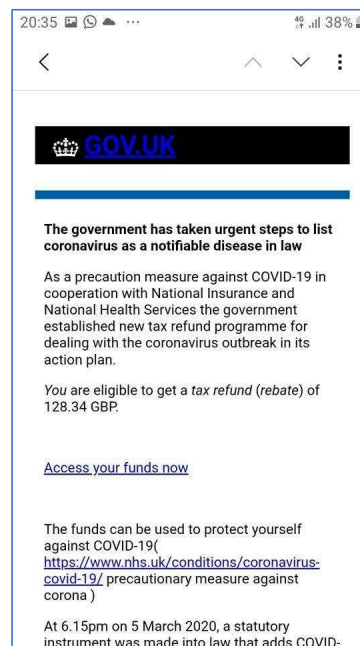 20:35 ··· 4G 38%
GOV.UK
The government has taken urgent steps to list
coronavirus as a notifiable disease in law
As a precaution measure against COVID-19 in
cooperation with National Insurance and
National Health Services the government
established new tax refund programme for
dealing with the coronavirus outbreak in its
action plan.
You are eligible to get a tax refund (rebate) of
128.34 GBP.
Access your funds now
The funds can be used to protect yourself
against COVID-19(
https://www.nhs.uk/conditions/coronavirus-
covid-19/ precautionary measure against
corona )
At 6.15pm on 5 March 2020, a statutory
instrument was made into law that adds COVID-